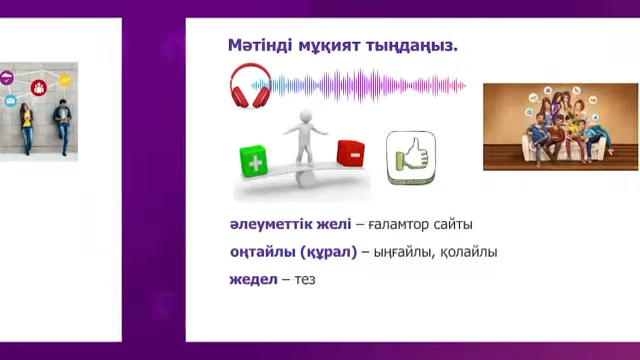 Мәтінді мұқият тыңдаңыз.
әлеуметтік желі – ғаламтор сайты
оңтайлы (құрал) – ыңғайлы, қолайлы
жедел – тез